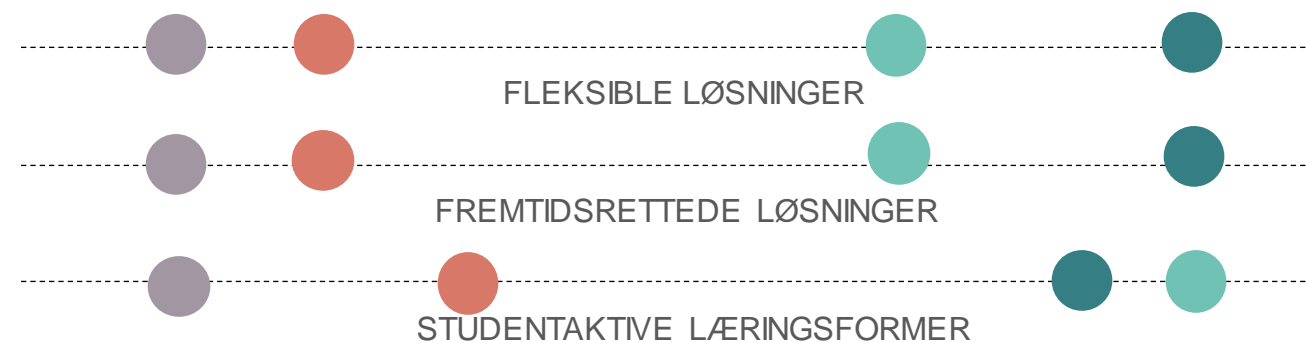 FLEKSIBLE LØSNINGER
FREMTIDSRETTEDE LØSNINGER
STUDENTAKTIVE LÆRINGSFORMER